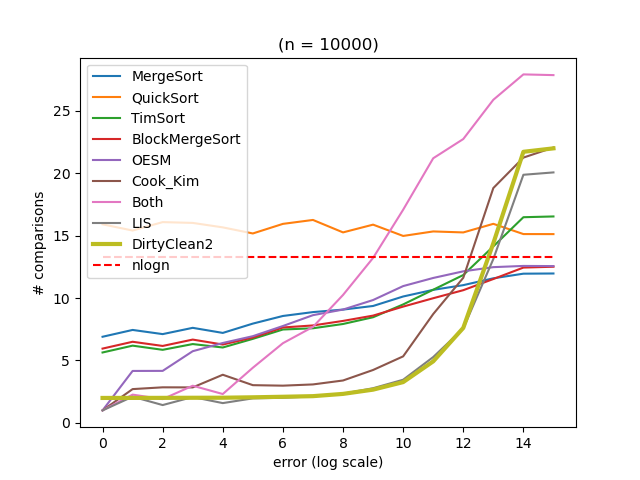 (n = 10000)
MergeSort
QuickSort
TimSort
BlockMergeSort
OESM
Cook_Kim
Both
LIS
DirtyClean2
nlogn
# comparisons
25
20
15
10
5
0
0 2 4 6 8 10 12 14
error (log scale)